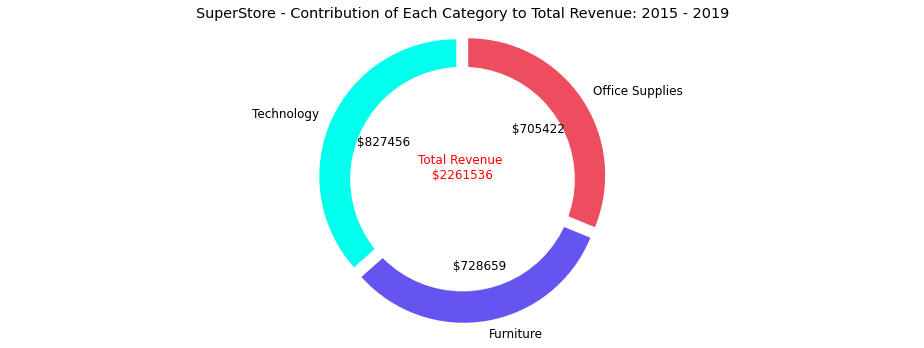 SuperStore - Contribution of Each Category to Total Revenue: 2015 - 2019
Office Supplies
Technology
$705422
$827456
Total Revenue
$2261536
$728659
Furniture